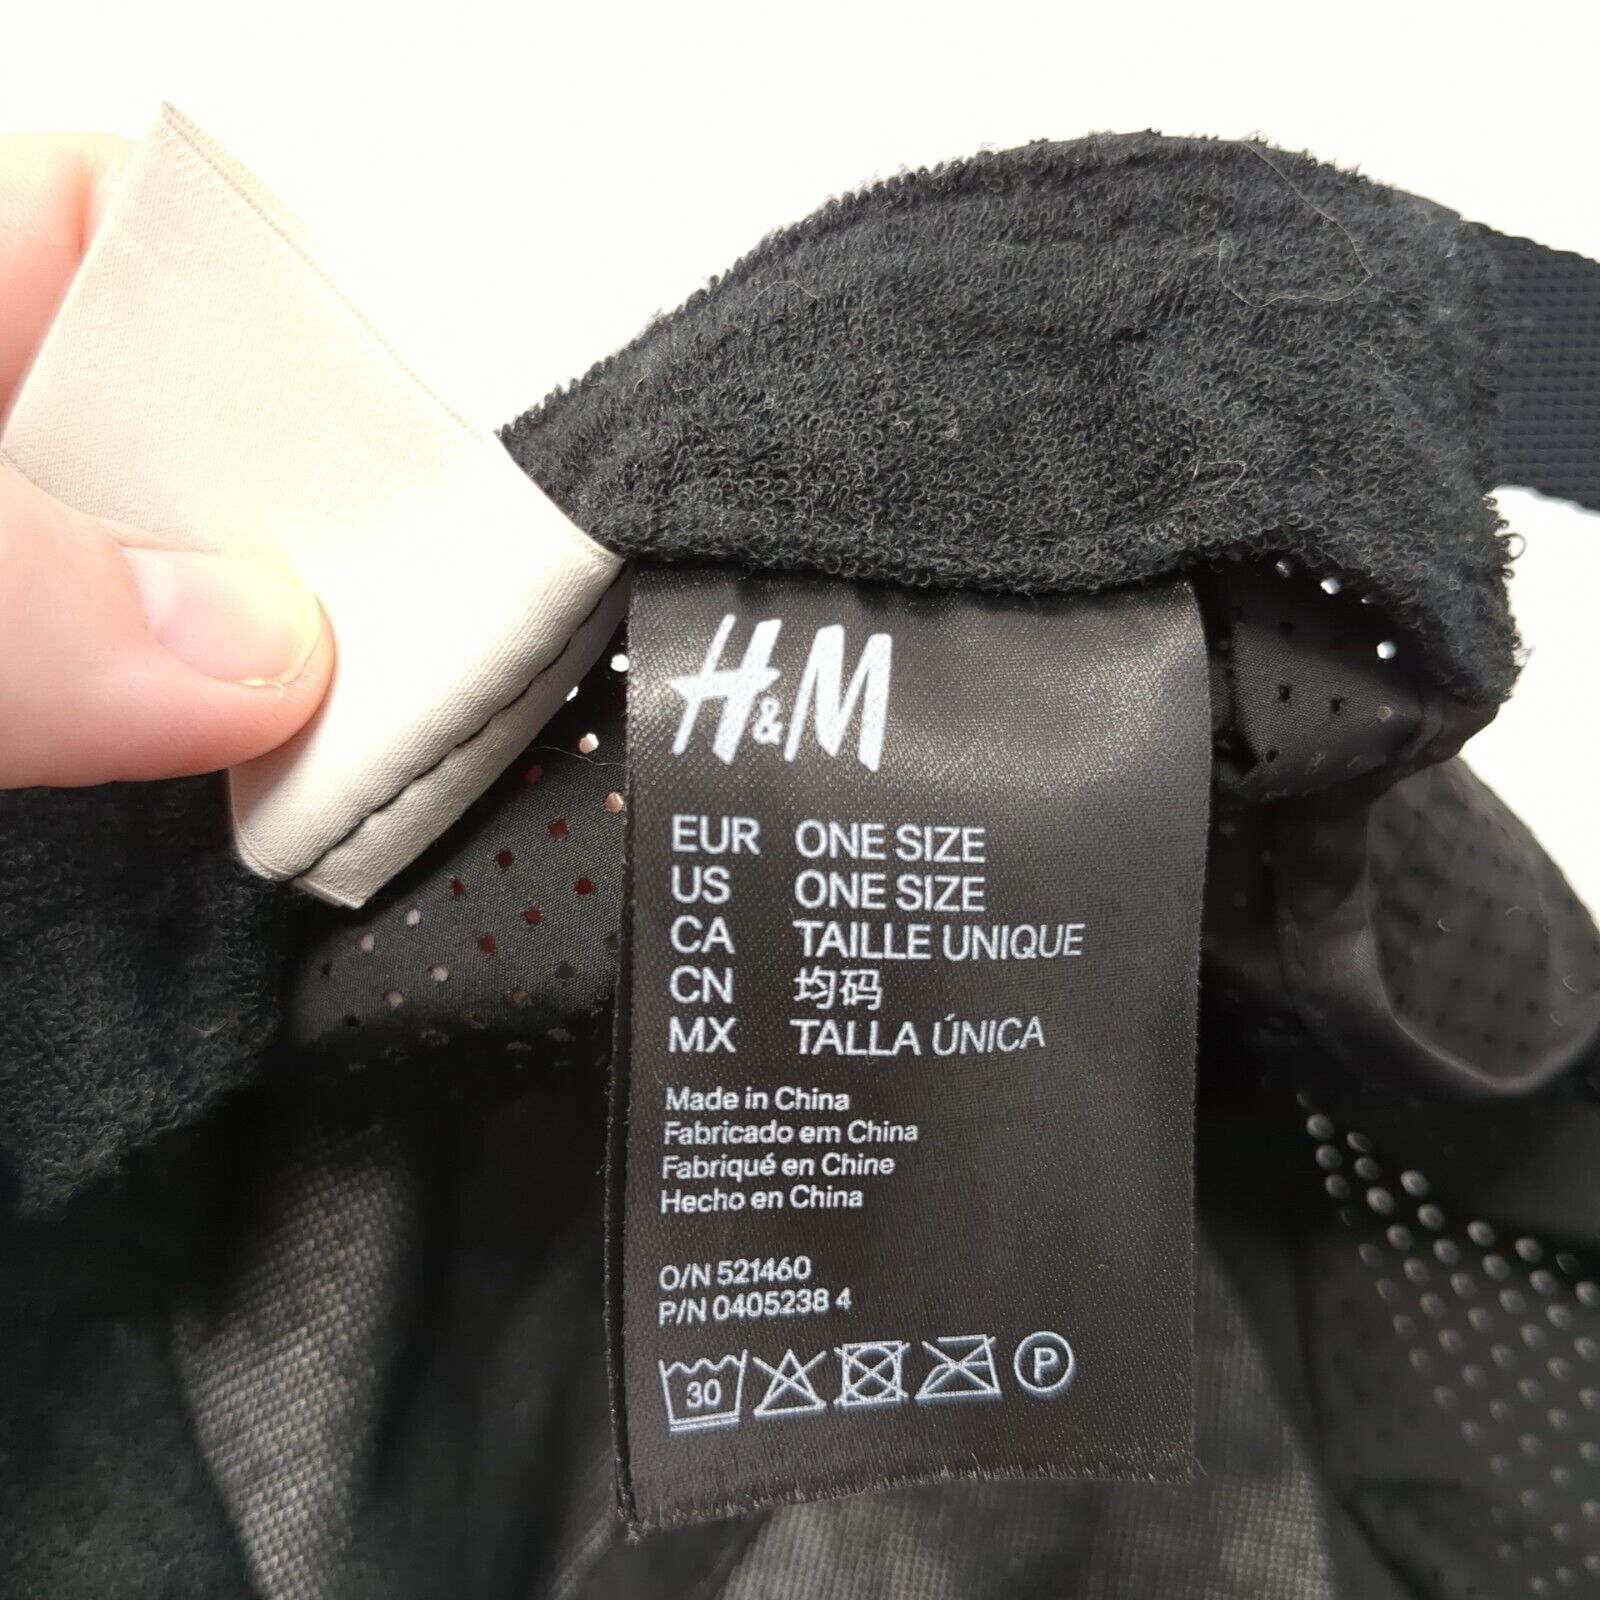 H&M
EUR ONE SIZE
US ONE SIZE
CA TAILLE UNIQUE
CN 均码
MX TALLA ÚNICA
Made in China
Fabricado em China
Fabriqué en Chine
Hecho en China
O/N 521460
P/N 0405238 4
30 P